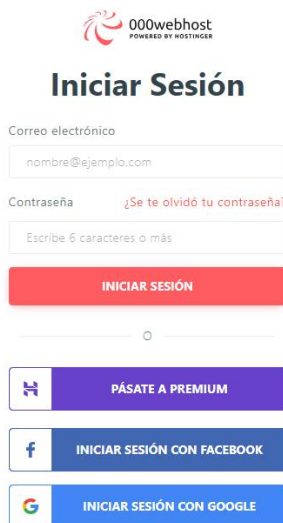 000webhost
POWERED BY HOSTINGER
Iniciar Sesión
Correo electrónico
nombre@ejemplo.com
Contraseña ¿Se te olvidó tu contraseña?
Escribe 6 caracteres o más
INICIAR SESIÓN
O
PÁSATE A PREMIUM
INICIAR SESIÓN CON FACEBOOK
INICIAR SESIÓN CON GOOGLE